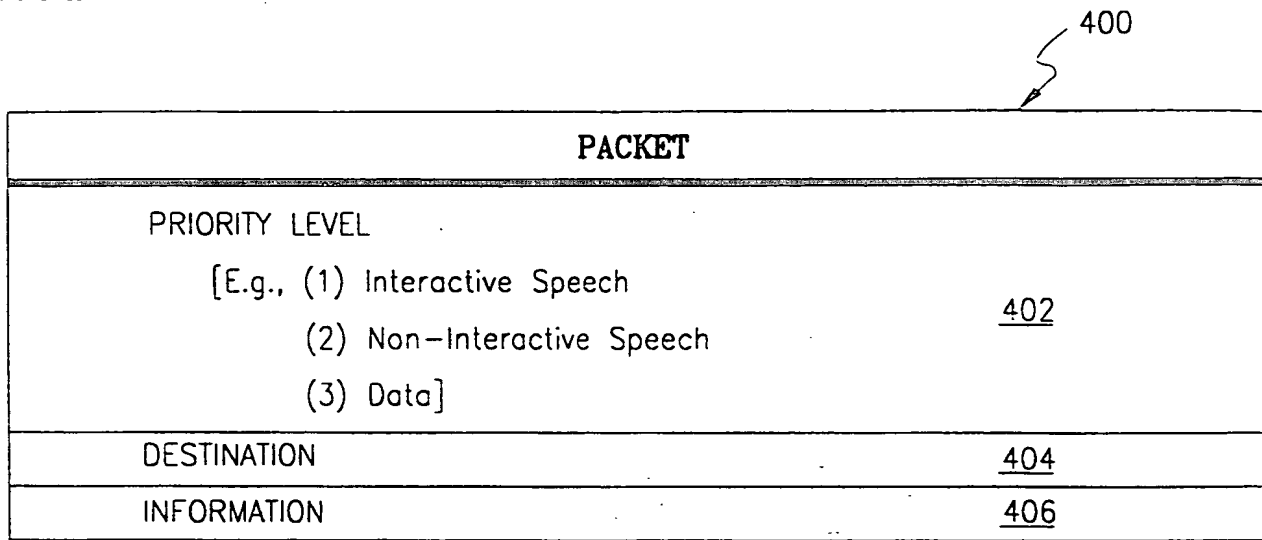 400
PACKET
PRIORITY LEVEL
[E.g., (1) Interactive Speech
402
(2) Non-Interactive Speech
(3) Data]
DESTINATION 404
INFORMATION 406